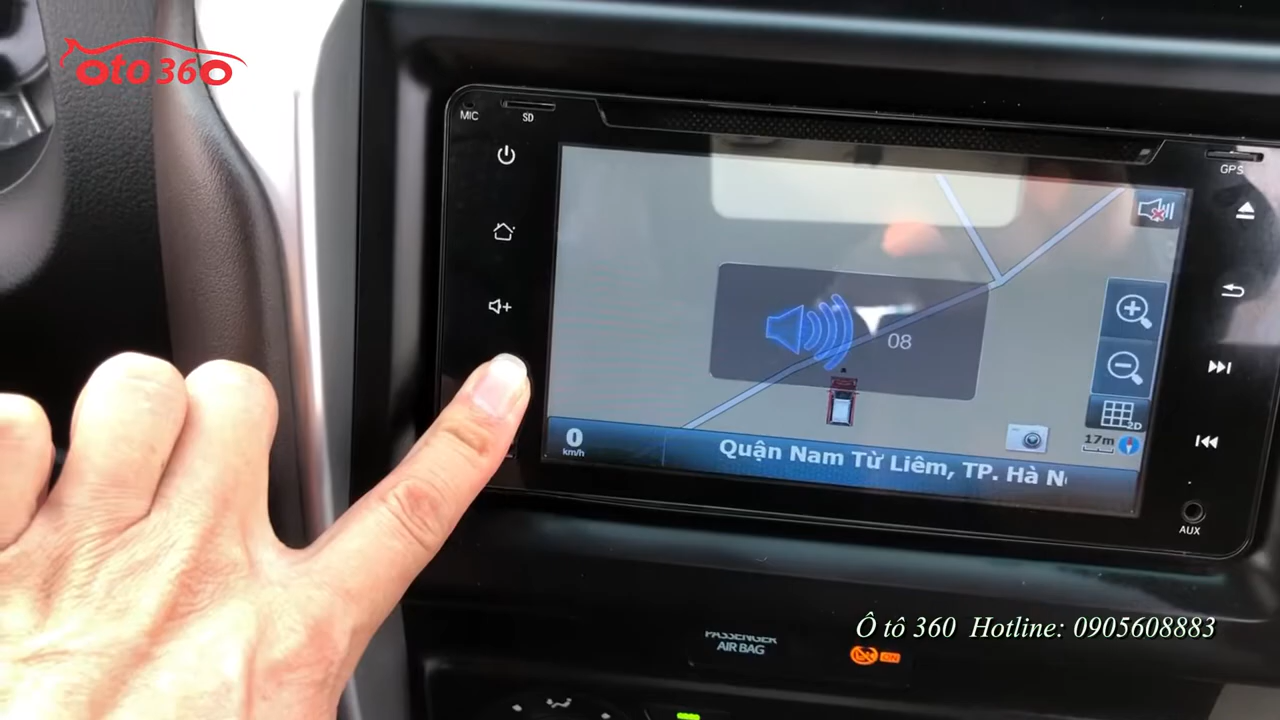 oto360
MIC
SD
GPS
08
2D
17m
0
km/h
Quận Nam Từ Liêm, TP. Hà N
AUX
Ô tô 360 Hotline: 0905608883
PASSENGER
AIR BAG
ON